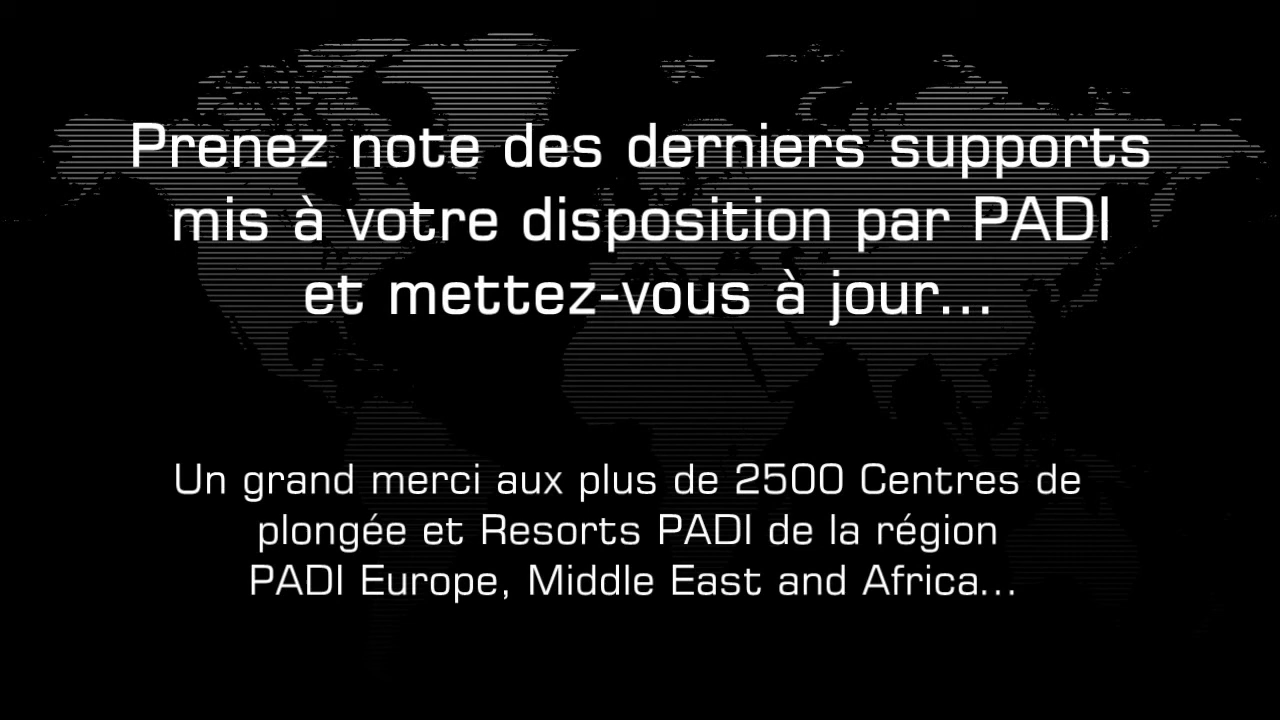 Prenez note des derniers supports
mis à votre disposition par PADI
et mettez-vous à jour...
Un grand merci aux plus de 2500 Centres de
plongée et Resorts PADI de la région
PADI Europe, Middle East and Africa...